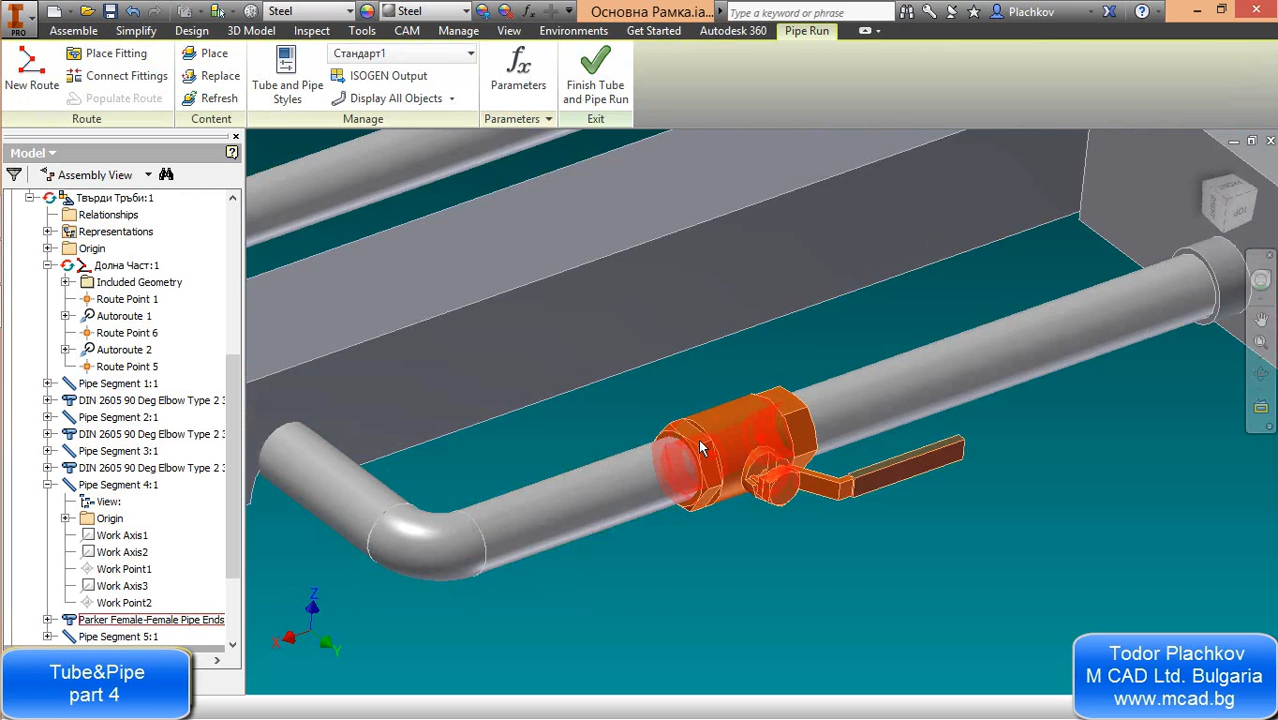 PRO
Steel
Steel
Основна Рамка.ia...
Type a keyword or phrase
Plachkov
Assemble
Simplify
Design
3D Model
Inspect
Tools
CAM
Manage
View
Environments
Get Started
Autodesk 360
Pipe Run
New Route
Place Fitting
Connect Fittings
Populate Route
Route
Place
Replace
Refresh
Content
Tube and Pipe
Styles
Стандарт1
ISOGEN Output
Display All Objects
Manage
fx
Parameters
Parameters
Finish Tube
and Pipe Run
Exit
Model
Assembly View
Твърди Тръби:1
Relationships
Representations
Origin
Долна Част:1
Included Geometry
Route Point 1
Autoroute 1
Route Point 6
Autoroute 2
Route Point 5
Pipe Segment 1:1
DIN 2605 90 Deg Elbow Type 2 3
Pipe Segment 2:1
DIN 2605 90 Deg Elbow Type 2 3
Pipe Segment 3:1
DIN 2605 90 Deg Elbow Type 2 3
Pipe Segment 4:1
View:
Origin
Work Axis1
Work Axis2
Work Point1
Work Axis3
Work Point2
Parker Female-Female Pipe Ends
Pipe Segment 5:1
TOP
Z
X
Y
Tube&Pipe
part 4
Todor Plachkov
M CAD Ltd. Bulgaria
www.mcad.bg